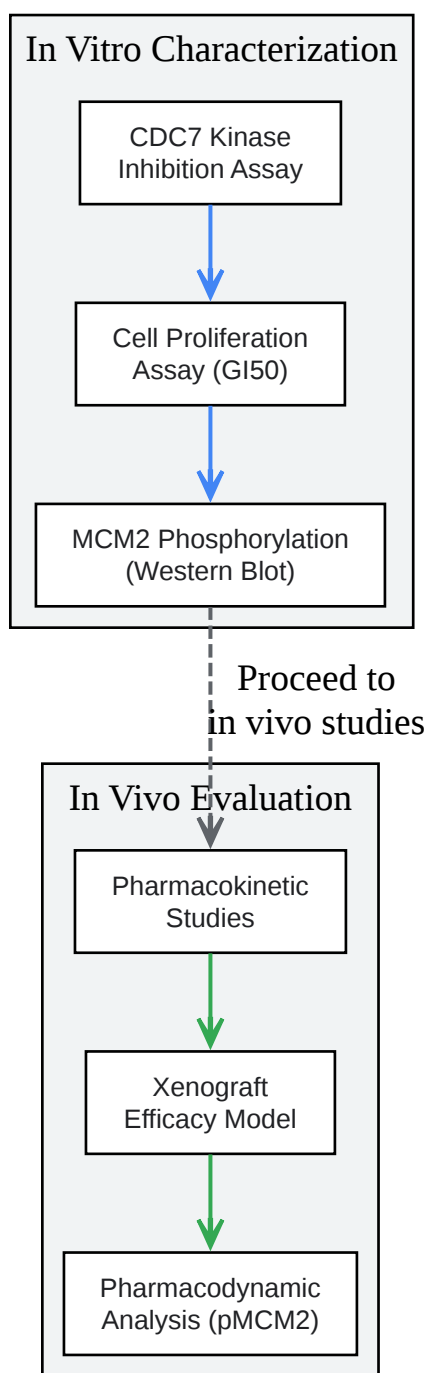 In Vitro Characterization
CDC7 Kinase
Inhibition Assay
Cell Proliferation
Assay (GI50)
MCM2 Phosphorylation
(Western Blot)
Proceed to
in vivo studies
In Vivo Evaluation
Pharmacokinetic
Studies
Xenograft
Efficacy Model
Pharmacodynamic
Analysis (pMCM2)